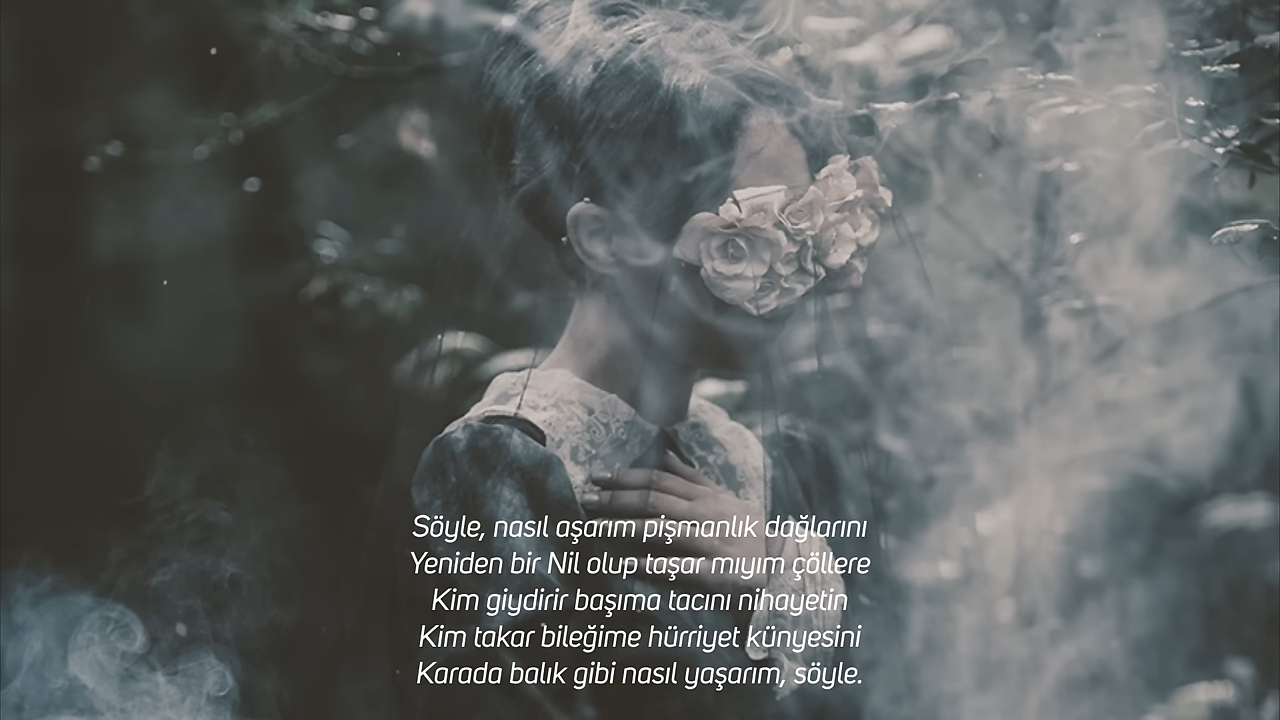 Söyle, nasıl aşarım pişmanlık dağlarını
Yeniden bir Nil olup taşar mıyım çöllere
Kim giydirir başıma tacını nihayetin
Kim takar bileğime hürriyet künyesini
Karada balık gibi nasıl yaşarım, söyle.